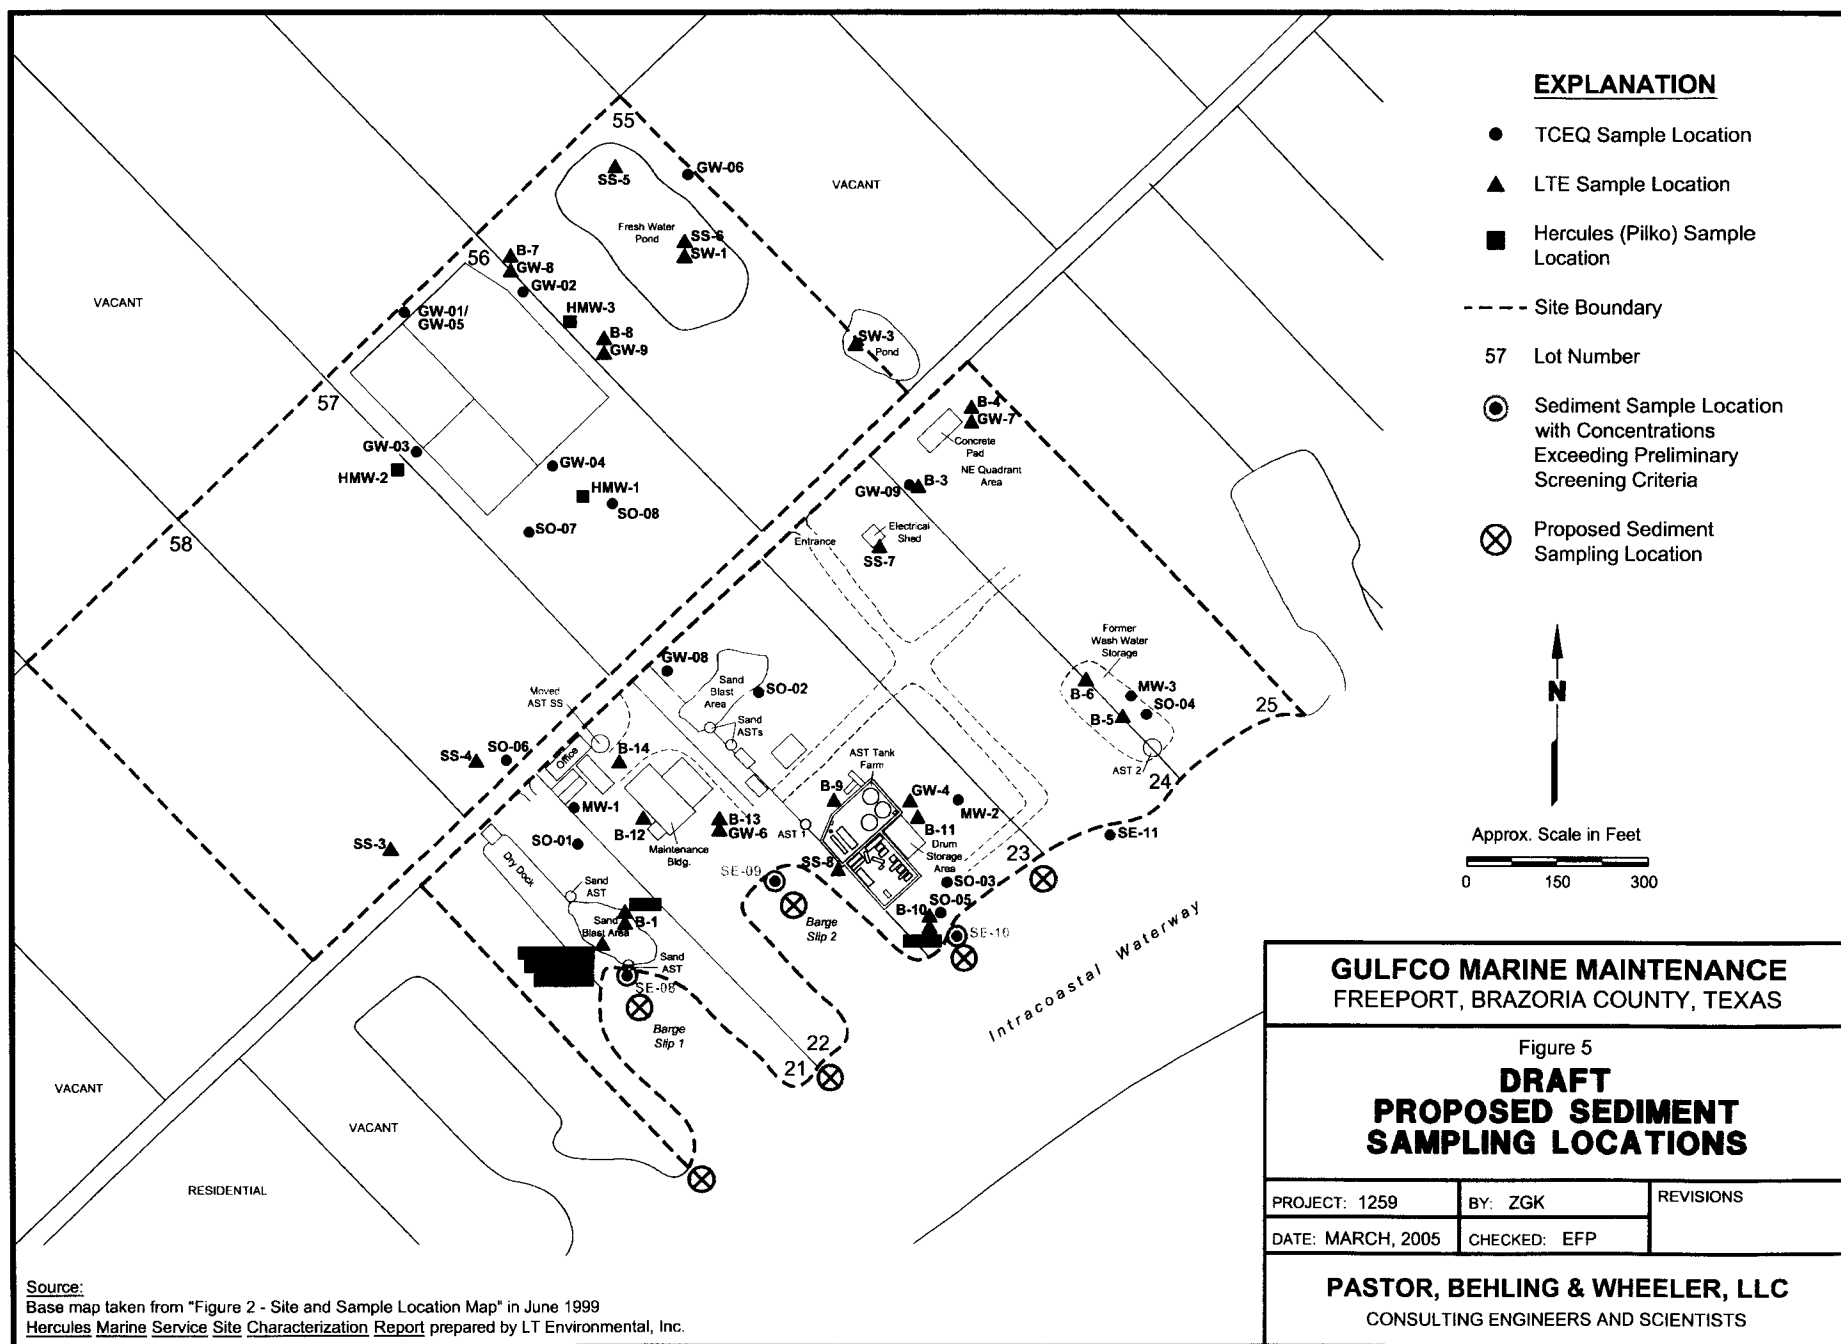 55
GW-06
SS-5
VACANT
Fresh Water
Pond
SS-6
SW-1
B-7
GW-8
56
GW-02
HMW-3
VACANT
GW-01/
GW-05
B-8
GW-9
SW-3
Pond
57
B-4
GW-7
Concrete
Pad
NE Quadrant
Area
GW-03
HMW-2
GW-04
HMW-1
SO-08
SO-07
GW-09
B-3
58
Entrance
Electrical
Shed
SS-7
Former
Wash Water
Storage
GW-08
Sand
Blast
Area
SO-02
Moved
AST SS
Sand
ASTs
B-6
MW-3
SO-04
B-5
25
AST 2
24
SS-4
SO-06
Office
B-14
AST Tank
Farm
B-9
GW-4
MW-2
MW-1
B-12
B-13
GW-6
AST 1
B-11
Drum
Storage
Area
SE-11
SS-3
SO-01
Maintenance
Bldg.
Dry Dock
SE-09
SS-8
23
SO-03
Sand
AST
Sand
Blast Area
B-1
Barge
Slip 2
B-10
SO-05
SE-10
Sand
AST
SE-08
Barge
Slip 1
22
21
Intracoastal Waterway
VACANT
VACANT
RESIDENTIAL
EXPLANATION
TCEQ Sample Location
LTE Sample Location
Hercules (Pilko) Sample
Location
Site Boundary
57 Lot Number
Sediment Sample Location
with Concentrations
Exceeding Preliminary
Screening Criteria
Proposed Sediment
Sampling Location
N
Approx. Scale in Feet
0 150 300
GULFCO MARINE MAINTENANCE
FREEPORT, BRAZORIA COUNTY, TEXAS
Figure 5
DRAFT
PROPOSED SEDIMENT
SAMPLING LOCATIONS
PROJECT: 1259 BY: ZGK REVISIONS
DATE: MARCH, 2005 CHECKED: EFP
PASTOR, BEHLING & WHEELER, LLC
CONSULTING ENGINEERS AND SCIENTISTS
Source:
Base map taken from "Figure 2 - Site and Sample Location Map" in June 1999
Hercules Marine Service Site Characterization Report prepared by LT Environmental, Inc.